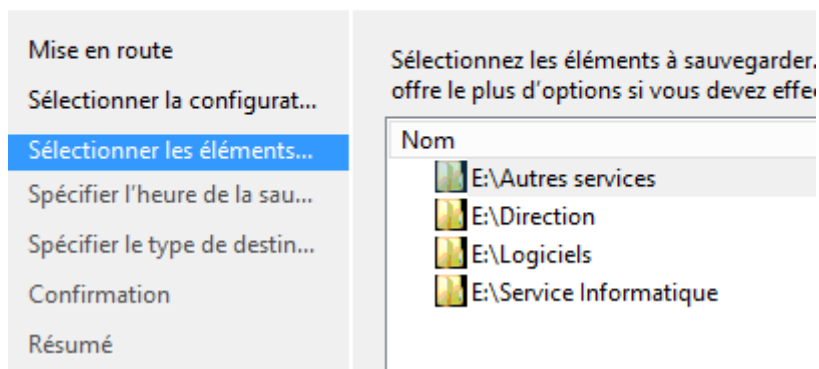 Mise en route
Sélectionner la configurat...
Sélectionner les éléments...
Spécifier l'heure de la sau...
Spécifier le type de destin...
Confirmation
Résumé
Sélectionnez les éléments à sauvegarder.
offre le plus d'options si vous devez effe
Nom
E:\Autres services
E:\Direction
E:\Logiciels
E:\Service Informatique